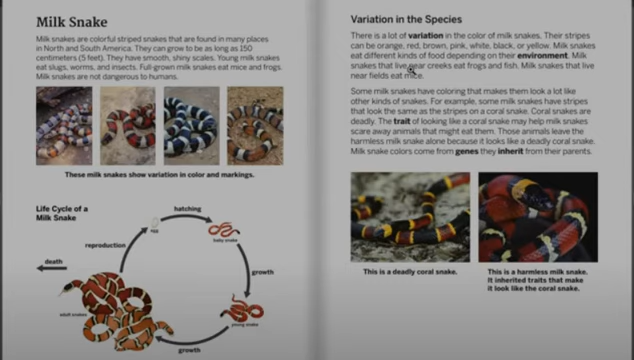 Milk Snake
Milk snakes are colorful striped snakes that are found in many places
in North and South America. They can grow to be as long as 150
centimeters (5 feet). They have smooth, shiny scales. Young milk snakes
eat slugs, worms, and insects. Full-grown milk snakes eat mice and frogs.
Milk snakes are not dangerous to humans.
These milk snakes show variation in color and markings.
Life Cycle of a
Milk Snake
hatching
egg
baby snake
reproduction
death
growth
adult snakes
young snake
growth
Variation in the Species
There is a lot of variation in the color of milk snakes. Their stripes
can be orange, red, brown, pink, white, black, or yellow. Milk snakes
eat different kinds of food depending on their environment. Milk
snakes that live near creeks eat frogs and fish. Milk snakes that live
near fields eat mice.
Some milk snakes have coloring that makes them look a lot like
other kinds of snakes. For example, some milk snakes have stripes
that look the same as the stripes on a coral snake. Coral snakes are
deadly. The trait of looking like a coral snake may help milk snakes
scare away animals that might eat them. Those animals leave the
harmless milk snake alone because it looks like a deadly coral snake.
Milk snake colors come from genes they inherit from their parents.
This is a deadly coral snake.
This is a harmless milk snake.
It inherited traits that make
it look like the coral snake.